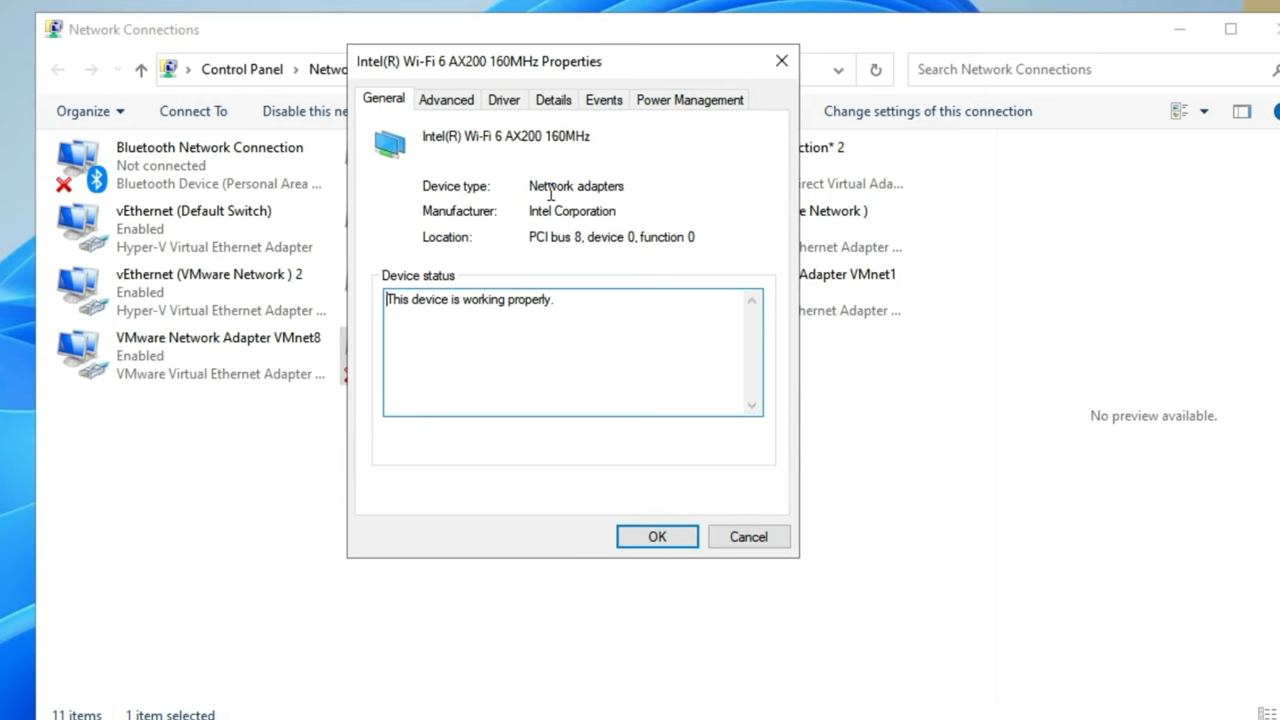 Network Connections
Control Panel
Netwo
Search Network Connections
Organize
Connect To
Disable this ne
Change settings of this connection
Bluetooth Network Connection
Not connected
Bluetooth Device (Personal Area ...
vEthernet (Default Switch)
Enabled
Hyper-V Virtual Ethernet Adapter
vEthernet (VMware Network ) 2
Enabled
Hyper-V Virtual Ethernet Adapter ...
VMware Network Adapter VMnet8
Enabled
VMware Virtual Ethernet Adapter ...
Intel(R) Wi-Fi 6 AX200 160MHz Properties
General Advanced Driver Details Events Power Management
Intel(R) Wi-Fi 6 AX200 160MHz
Device type: Network adapters
Manufacturer: Intel Corporation
Location: PCI bus 8, device 0, function 0
Device status
This device is working properly.
OK Cancel
ction* 2
irect Virtual Ada...
e Network )
hernet Adapter ...
Adapter VMnet1
hernet Adapter ...
No preview available.
11 items 1 item selected